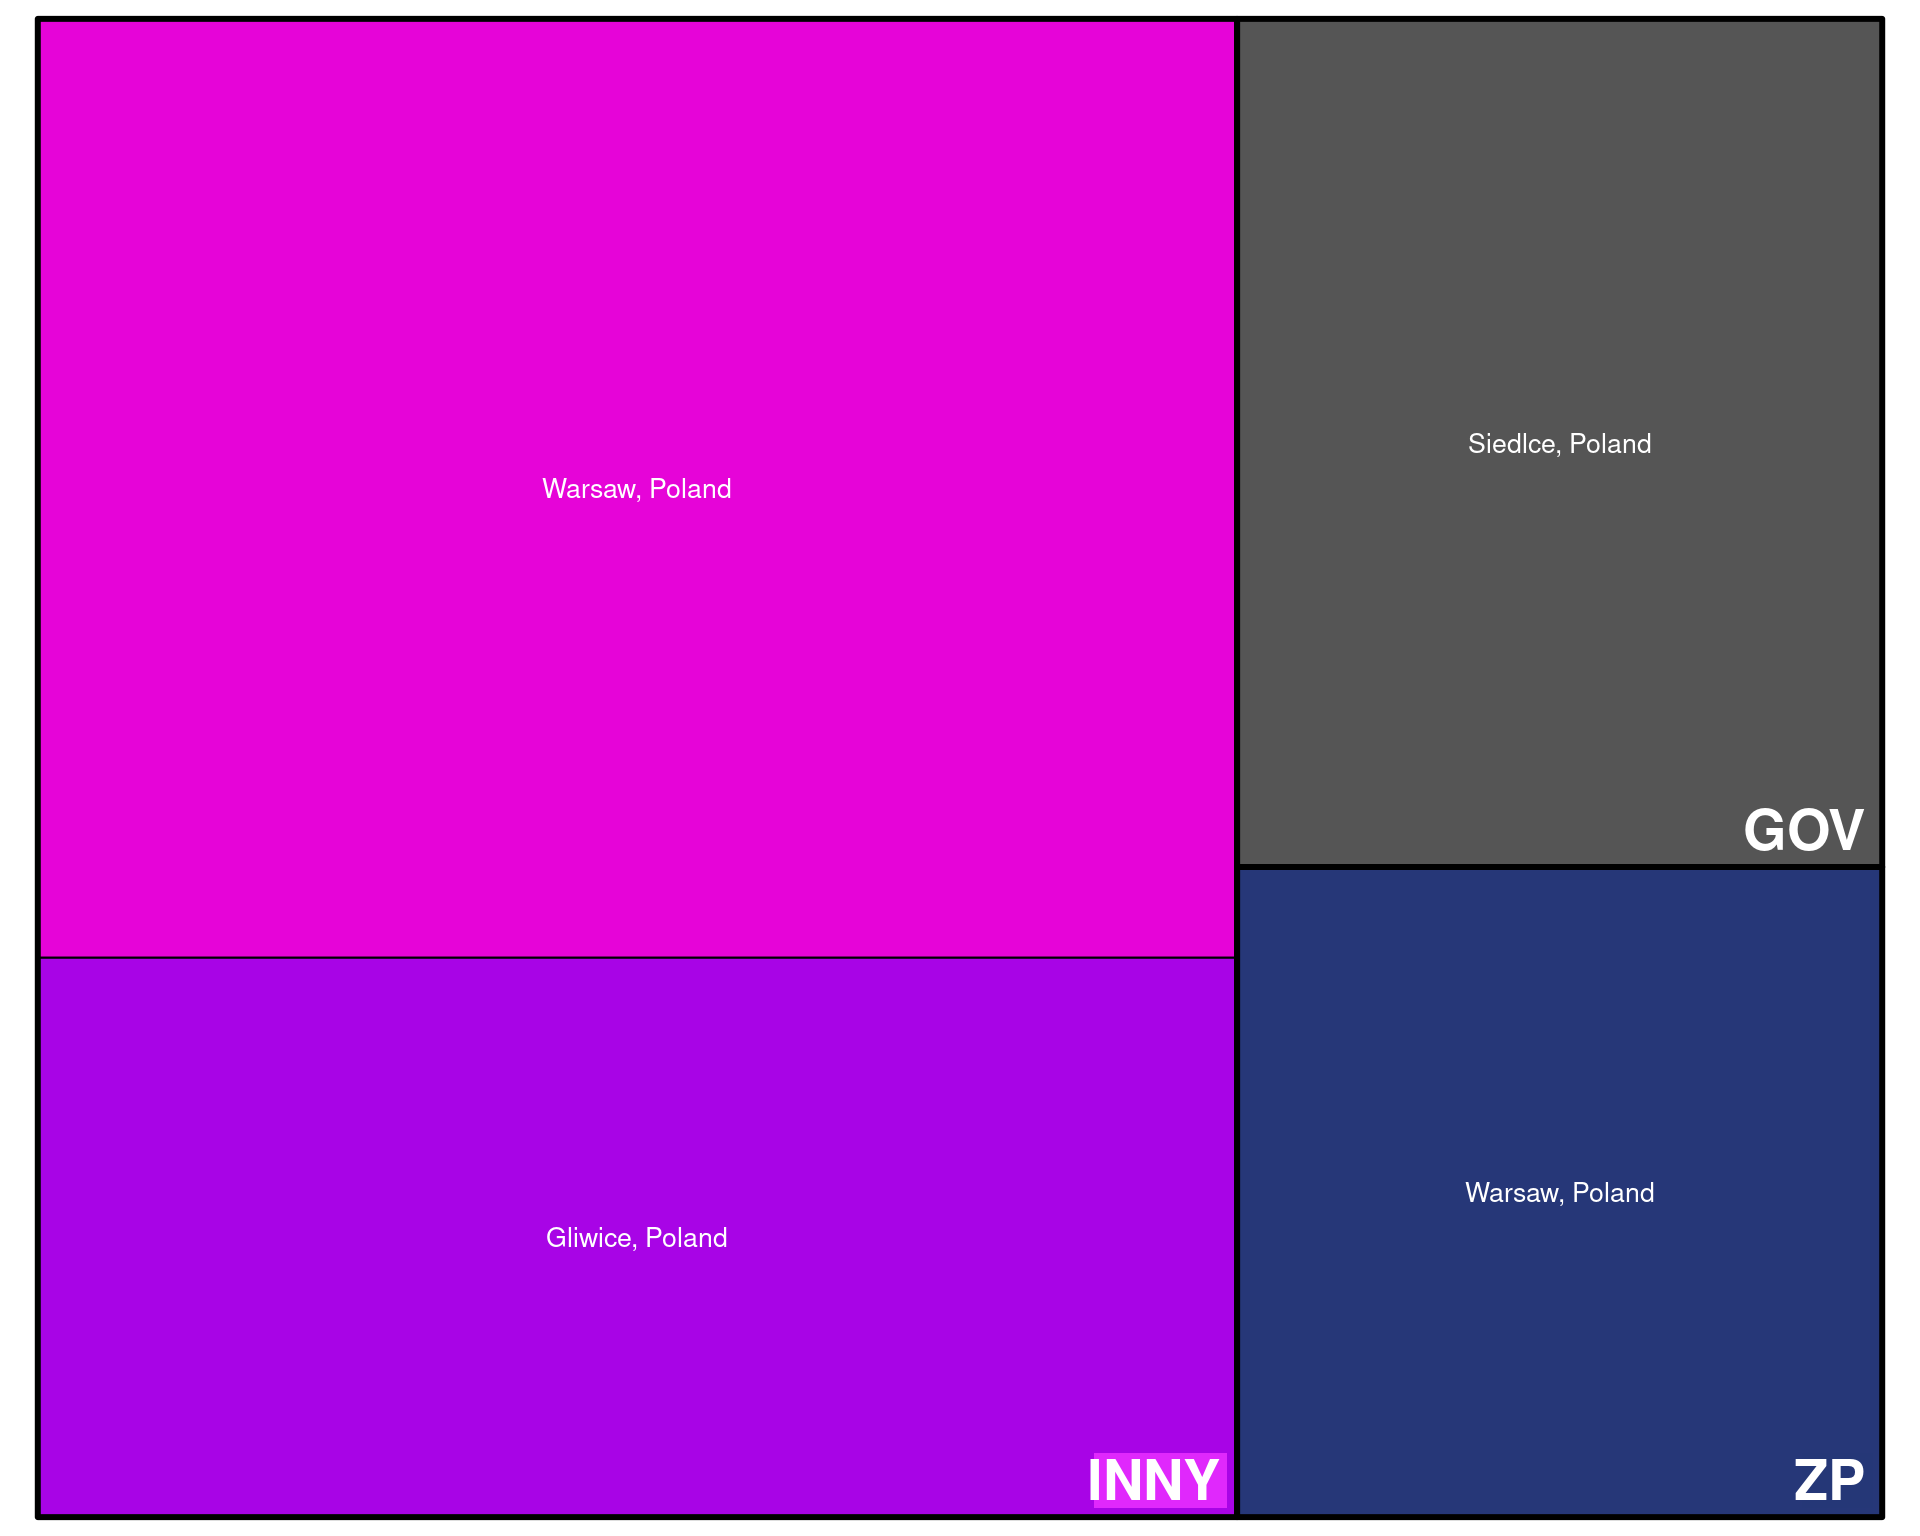 Warsaw, Poland
Gliwice, Poland
INNY
Siedlce, Poland
GOV
Warsaw, Poland
ZP